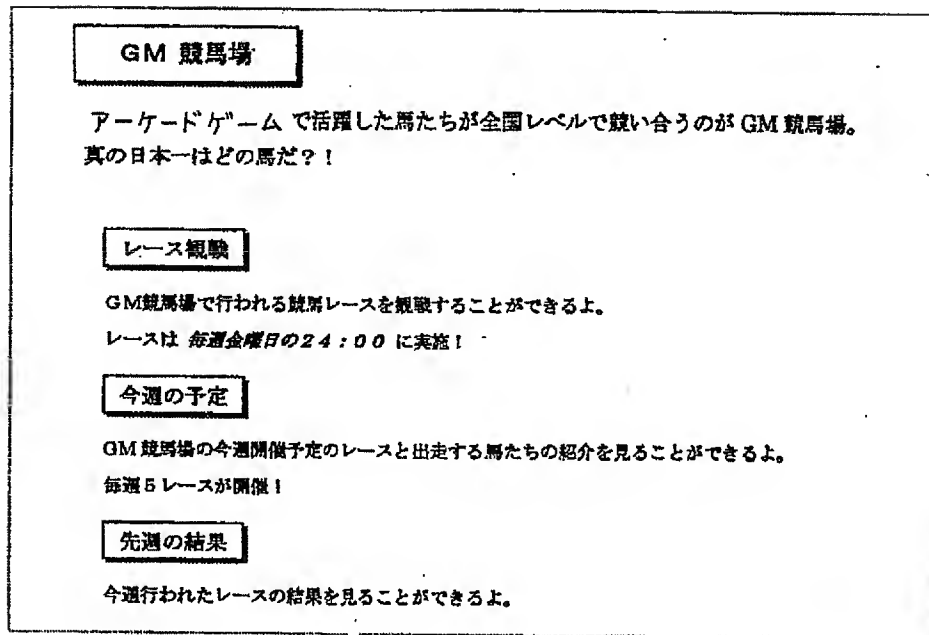 GM 競馬場
アーケードゲームで活躍した馬たちが全国レベルで競い合うのが GM 競馬場。
真の日本一はどの馬だ？！
レース観戦
GM競馬場で行われる競馬レースを観戦することができるよ。
レースは 毎週金曜日の24：00 に実施！
今週の予定
GM 競馬場の今週開催予定のレースと出走する馬たちの紹介を見ることができるよ。
毎週５レースが開催！
先週の結果
今週行われたレースの結果を見ることができるよ。